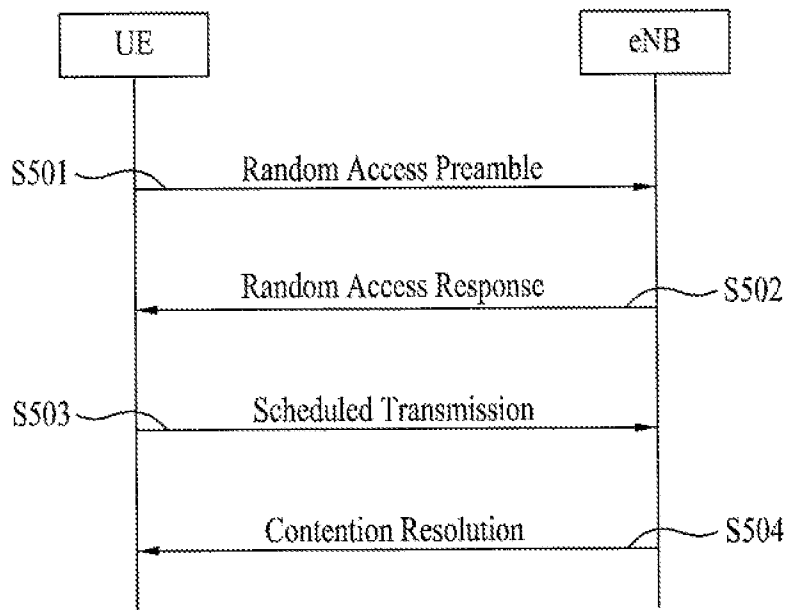 UE
eNB
S501
Random Access Preamble
Random Access Response
S502
S503
Scheduled Transmission
Contention Resolution
S504